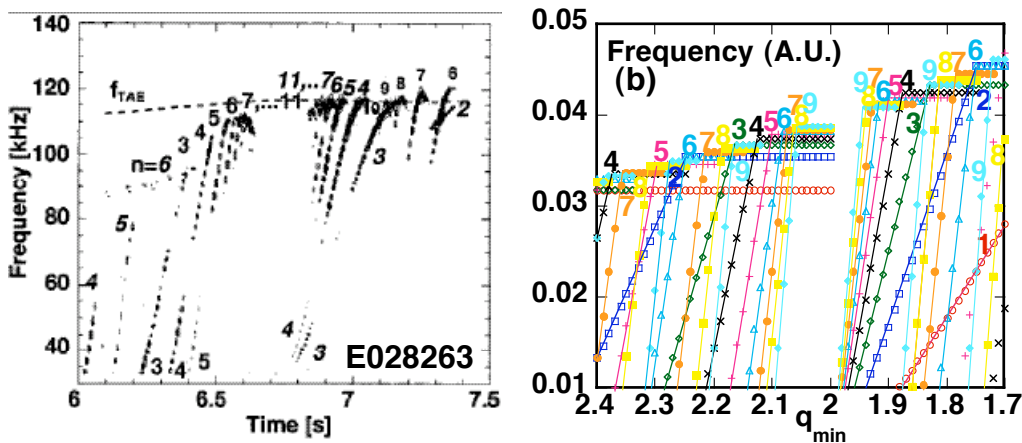 140
120
100
80
60
40
Frequency [kHz]
f_TAE
11,..7 6 5 4 10 9 8 7 6
6 7,...11
5
4
3
n=6
5
4
2
3
3 4 5
4
3
E028263
6 6.5 7 7.5
Time [s]
0.05
0.04
0.03
0.02
0.01
Frequency (A.U.)
(b)
4 7 9 5 2 6 7 8 9 3 4 5 6 7 8 9
9 8 7 6 5 4 3 9 8 7 6 2 9 8 1
2.4 2.3 2.2 2.1 2 1.9 1.8 1.7
q_min